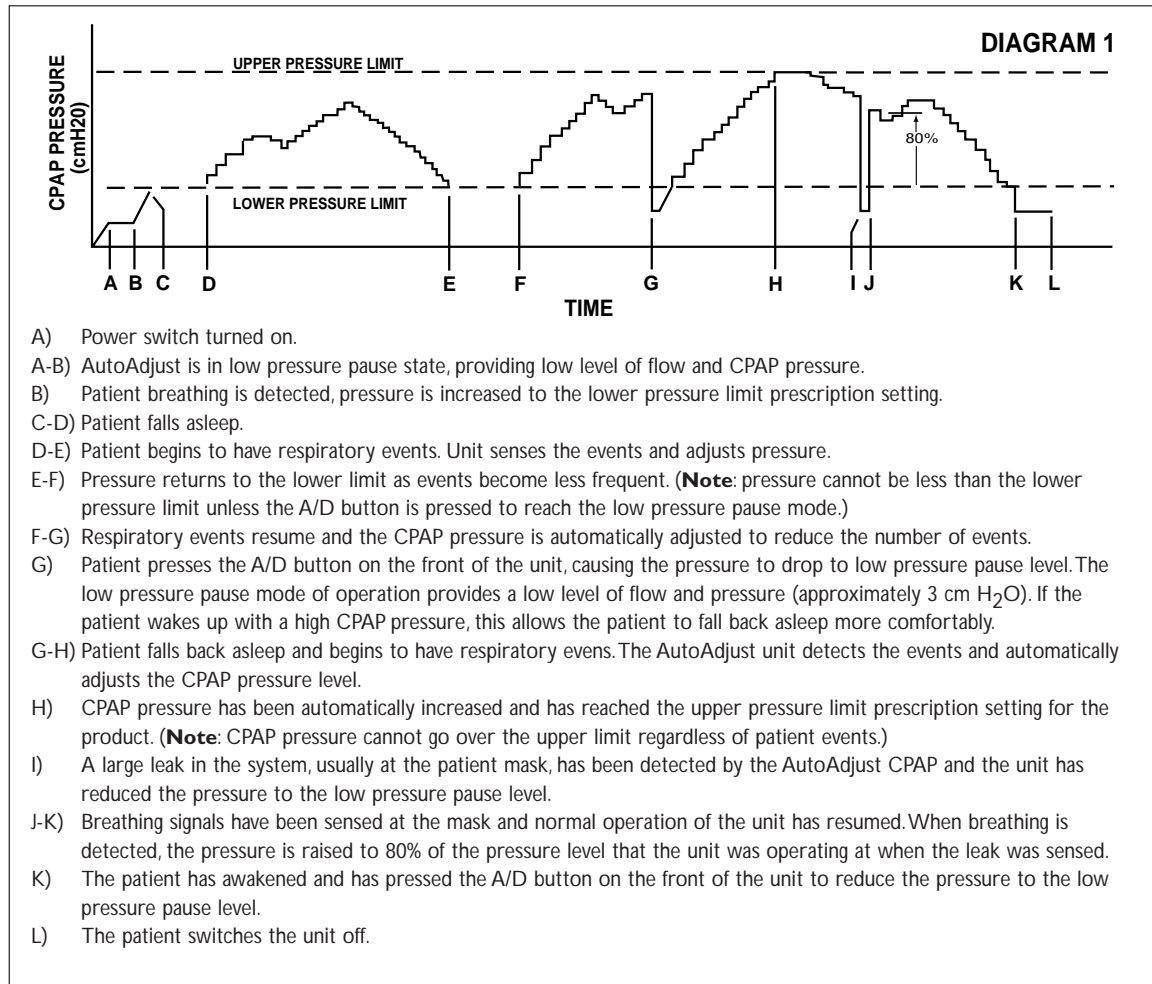 DIAGRAM 1
UPPER PRESSURE LIMIT
CPAP PRESSURE
(cmH20)
80%
LOWER PRESSURE LIMIT
A B C D E F G H I J K L
TIME
A) Power switch turned on.
A-B) AutoAdjust is in low pressure pause state, providing low level of flow and CPAP pressure.
B) Patient breathing is detected, pressure is increased to the lower pressure limit prescription setting.
C-D) Patient falls asleep.
D-E) Patient begins to have respiratory events. Unit senses the events and adjusts pressure.
E-F) Pressure returns to the lower limit as events become less frequent. (Note: pressure cannot be less than the lower
pressure limit unless the A/D button is pressed to reach the low pressure pause mode.)
F-G) Respiratory events resume and the CPAP pressure is automatically adjusted to reduce the number of events.
G) Patient presses the A/D button on the front of the unit, causing the pressure to drop to low pressure pause level. The
low pressure pause mode of operation provides a low level of flow and pressure (approximately 3 cm H2O). If the
patient wakes up with a high CPAP pressure, this allows the patient to fall back asleep more comfortably.
G-H) Patient falls back asleep and begins to have respiratory evens. The AutoAdjust unit detects the events and automatically
adjusts the CPAP pressure level.
H) CPAP pressure has been automatically increased and has reached the upper pressure limit prescription setting for the
product. (Note: CPAP pressure cannot go over the upper limit regardless of patient events.)
I) A large leak in the system, usually at the patient mask, has been detected by the AutoAdjust CPAP and the unit has
reduced the pressure to the low pressure pause level.
J-K) Breathing signals have been sensed at the mask and normal operation of the unit has resumed. When breathing is
detected, the pressure is raised to 80% of the pressure level that the unit was operating at when the leak was sensed.
K) The patient has awakened and has pressed the A/D button on the front of the unit to reduce the pressure to the low
pressure pause level.
L) The patient switches the unit off.